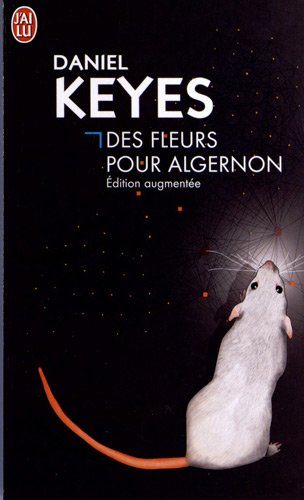 J'AI
LU
DANIEL
KEYES
DES FLEURS
POUR ALGERNON
Édition augmentée